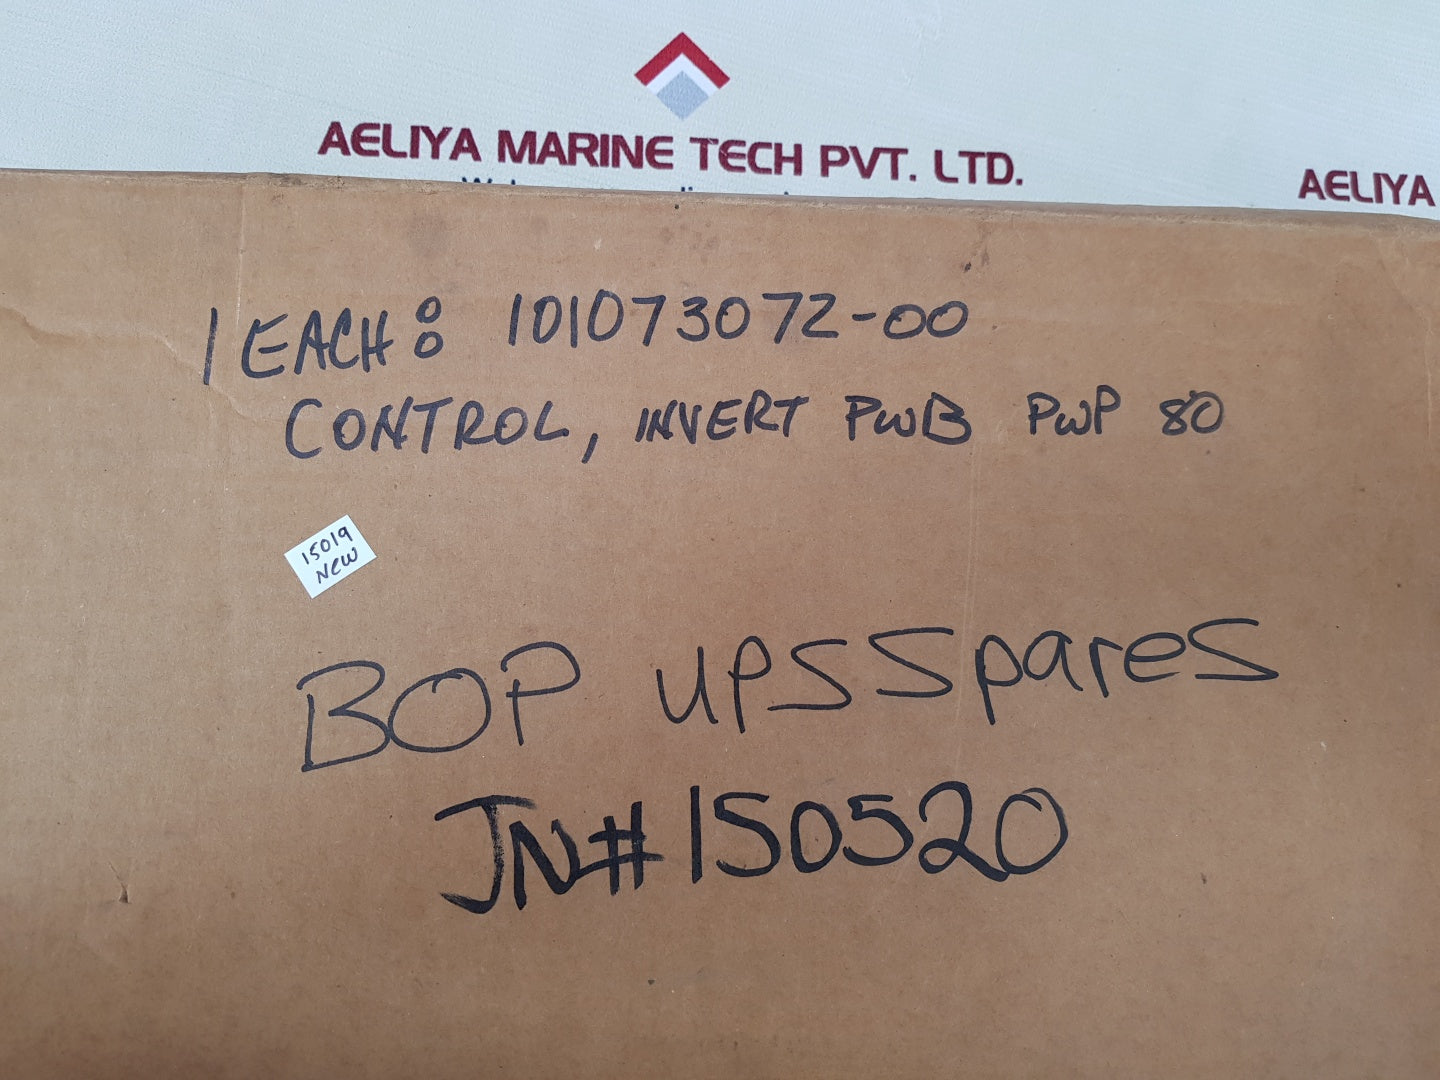 AELIYA MARINE TECH PVT. LTD.
AELIYA
1 EACH: 101073072-00
CONTROL, INVERT PWB PWP 80
15019
New
BOP UPS Spares
JN#150520